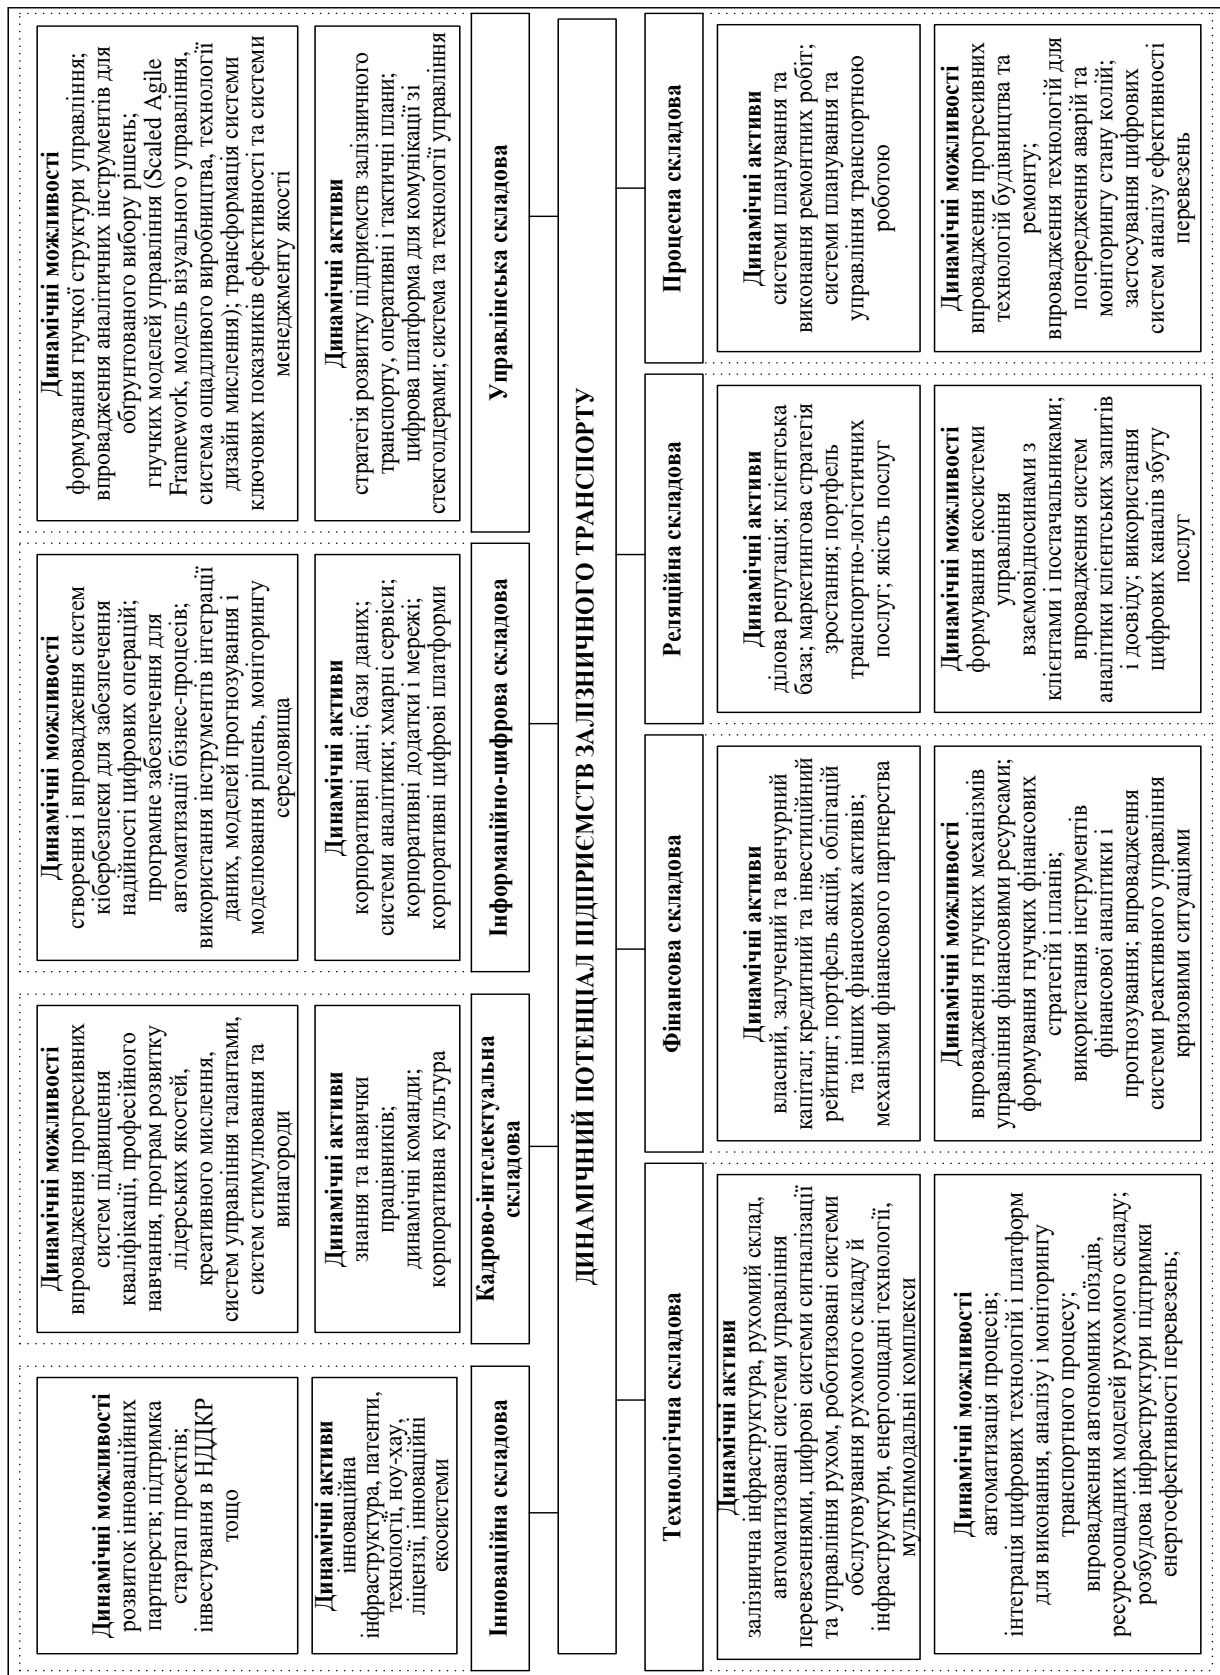 Динамічні можливості
розвиток інноваційних
партнерств; підтримка
стартап проєктів;
інвестування в НДДКР
тощо
Динамічні активи
інноваційна
інфраструктура, патенти,
технології, ноу-хау,
ліцензії, інноваційні
екосистеми
Інноваційна складова
Динамічні можливості
впровадження прогресивних
систем підвищення
кваліфікації, професійного
навчання, програм розвитку
лідерських якостей,
креативного мислення,
систем управління талантами,
систем стимулювання та
винагороди
Динамічні активи
знання та навички
працівників;
динамічні команди;
корпоративна культура
Кадрово-інтелектуальна
складова
Динамічні можливості
створення і впровадження систем
кібербезпеки для забезпечення
надійності цифрових операцій;
програмне забезпечення для
автоматизації бізнес-процесів;
використання інструментів інтеграції
даних, моделей прогнозування і
моделювання рішень, моніторингу
середовища
Динамічні активи
корпоративні дані; бази даних;
системи аналітики; хмарні сервіси;
корпоративні додатки і мережі;
корпоративні цифрові платформи
Інформаційно-цифрова складова
Динамічні можливості
формування гнучкої структури управління;
впровадження аналітичних інструментів для
обґрунтованого вибору рішень;
гнучких моделей управління (Scaled Agile
Framework, модель візуального управління,
система ощадливого виробництва, технології
дизайн мислення); трансформація системи
ключових показників ефективності та системи
менеджменту якості
Динамічні активи
стратегія розвитку підприємств залізничного
транспорту, оперативні і тактичні плани;
цифрова платформа для комунікації зі
стекголдерами; система та технології управління
Управлінська складова
ДИНАМІЧНИЙ ПОТЕНЦІАЛ ПІДПРИЄМСТВ ЗАЛІЗНИЧНОГО ТРАНСПОРТУ
Технологічна складова
Динамічні активи
залізнична інфраструктура, рухомий склад,
автоматизовані системи управління
перевезеннями, цифрові системи сигналізації
та управління рухом, роботизовані системи
обслуговування рухомого складу й
інфраструктури, енергоощадні технології,
мультимодальні комплекси
Динамічні можливості
автоматизація процесів;
інтеграція цифрових технологій і платформ
для виконання, аналізу і моніторингу
транспортного процесу;
впровадження автономних поїздів,
ресурсоощадних моделей рухомого складу;
розбудова інфраструктури підтримки
енергоефективності перевезень;
Фінансова складова
Динамічні активи
власний, залучений та венчурний
капітал; кредитний та інвестиційний
рейтинг; портфель акцій, облігацій
та інших фінансових активів;
механізми фінансового партнерства
Динамічні можливості
впровадження гнучких механізмів
управління фінансовими ресурсами;
формування гнучких фінансових
стратегій і планів;
використання інструментів
фінансової аналітики і
прогнозування; впровадження
системи реактивного управління
кризовими ситуаціями
Реляційна складова
Динамічні активи
ділова репутація; клієнтська
база; маркетингова стратегія
зростання; портфель
транспортно-логістичних
послуг; якість послуг
Динамічні можливості
формування екосистеми
управління
взаємовідносинами з
клієнтами і постачальниками;
впровадження систем
аналітики клієнтських запитів
і досвіду; використання
цифрових каналів збуту
послуг
Процесна складова
Динамічні активи
системи планування та
виконання ремонтних робіт;
системи планування та
управління транспортною
роботою
Динамічні можливості
впровадження прогресивних
технологій будівництва та
ремонту;
впровадження технологій для
попередження аварій та
моніторингу стану колій;
застосування цифрових
систем аналізу ефективності
перевезень